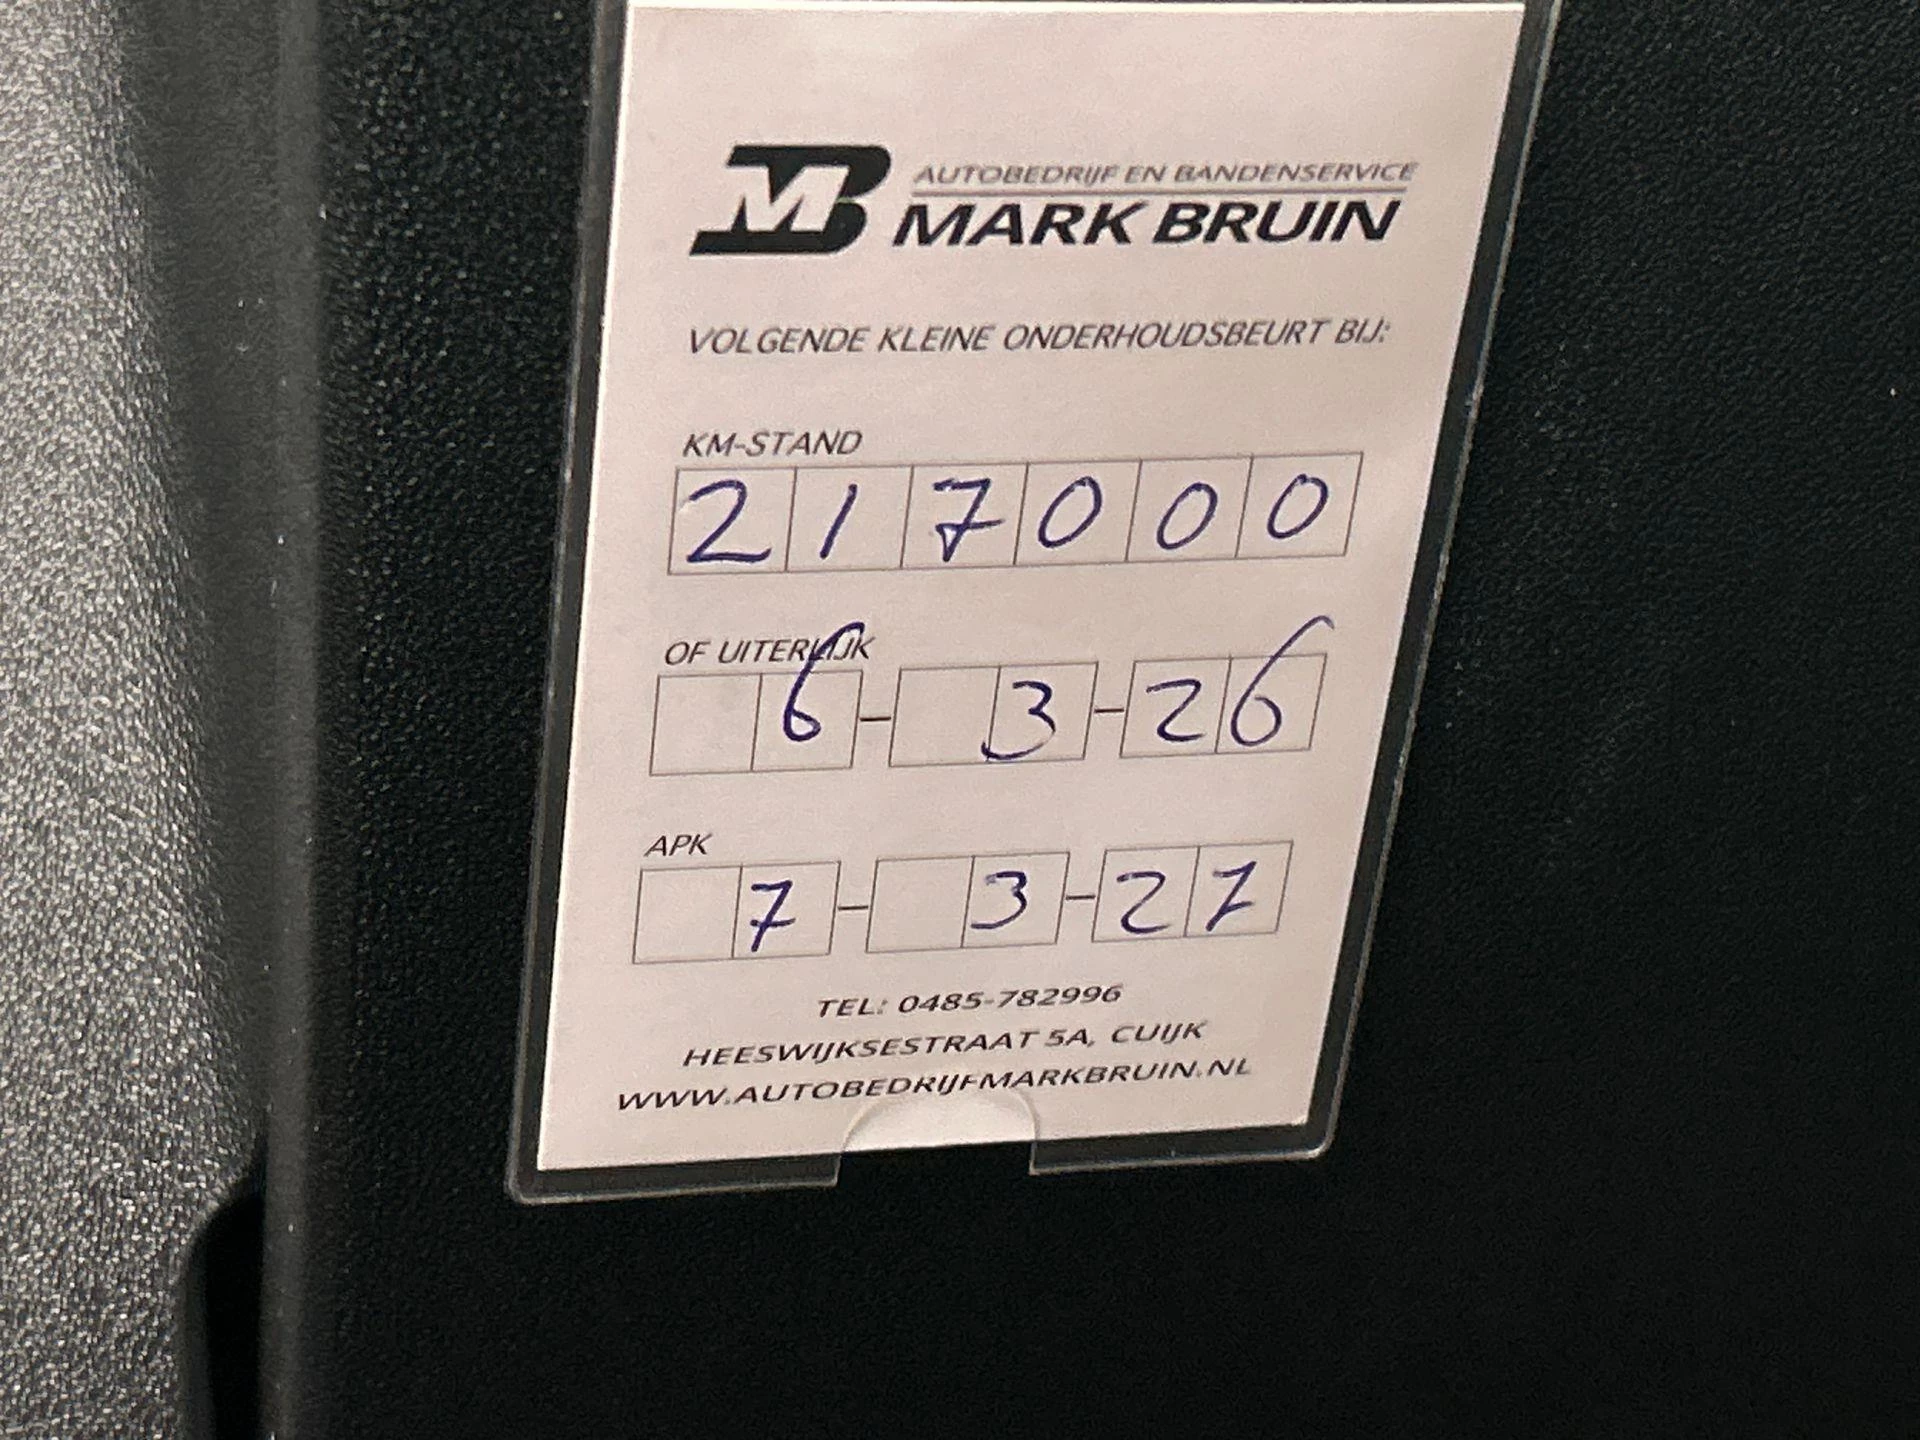 MB
AUTOBEDRIJF EN BANDENSERVICE
MARK BRUIN
VOLGENDE KLEINE ONDERHOUDSBEURT BIJ:
KM-STAND
217000
OF UITERLIJK
6-3-26
APK
7-3-27
TEL: 0485-782996
HEESWIJKSESTRAAT 5A, CUIJK
WWW.AUTOBEDRIJFMARKBRUIN.NL